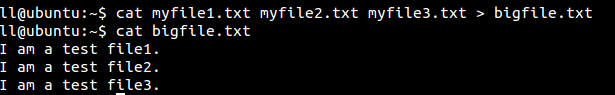 ll@ubuntu:~$ cat myfile1.txt myfile2.txt myfile3.txt > bigfile.txt
ll@ubuntu:~$ cat bigfile.txt
I am a test file1.
I am a test file2.
I am a test file3.